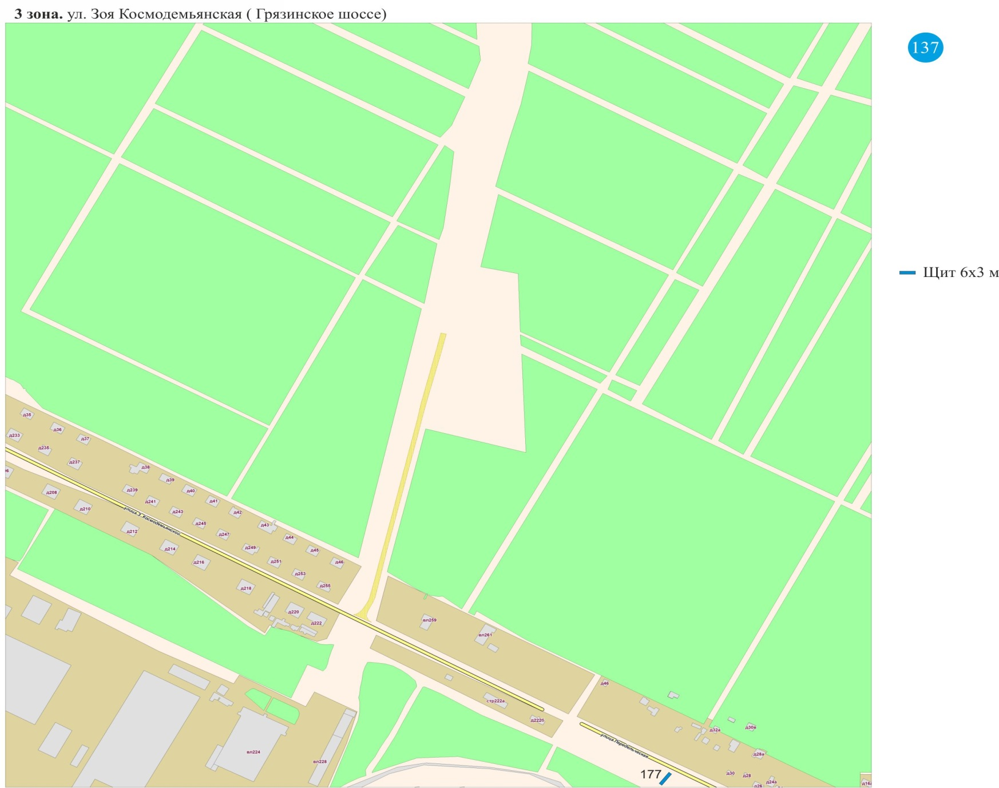 3 зона. ул. Зоя Космодемьянская ( Грязинское шоссе)
137
Щит 6х3 м
д35
д36
д233
д37
д235
д237
д38
д39
д208
д239
д40
д241
д41
д210
д243
д42
улица З. Космодемьянской
д245
д43
д212
д247
д44
д214
д249
д45
д216
д251
д46
д253
д218
д255
д220
д222
вл259
вл261
д46
стр222а
д222б
д32а
д30в
улица.Передельческая
вл224
вл228
д28а
177
д30
д28
д24а
д26
д16а